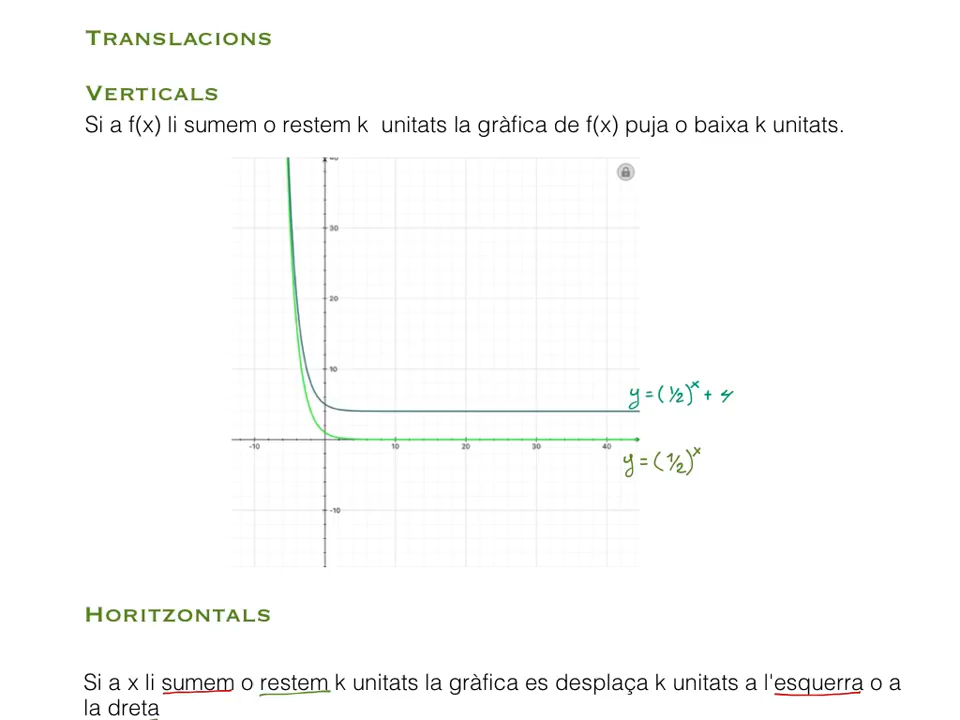 TRANSLACIONS
VERTICALS
Si a f(x) li sumem o restem k unitats la gràfica de f(x) puja o baixa k unitats.
40
30
20
10
y = (1/2)^x + 4
-10 10 20 30 40
y = (1/2)^x
-10
HORITZONTALS
Si a x li sumem o restem k unitats la gràfica es desplaça k unitats a l'esquerra o a
la dreta